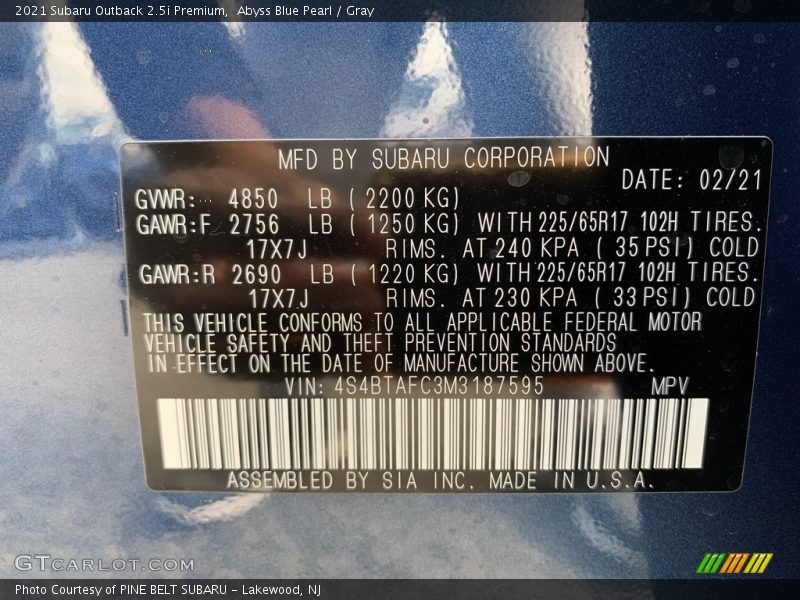 2021 Subaru Outback 2.5i Premium,  Abyss Blue Pearl / Gray
MFD BY SUBARU CORPORATION
DATE: 02/21
GVWR: 4850 LB ( 2200 KG)
GAWR:F 2756 LB ( 1250 KG) WITH 225/65R17 102H TIRES.
17X7J RIMS. AT 240 KPA ( 35 PSI) COLD
GAWR:R 2690 LB ( 1220 KG) WITH 225/65R17 102H TIRES.
17X7J RIMS. AT 230 KPA ( 33 PSI) COLD
THIS VEHICLE CONFORMS TO ALL APPLICABLE FEDERAL MOTOR
VEHICLE SAFETY AND THEFT PREVENTION STANDARDS
IN EFFECT ON THE DATE OF MANUFACTURE SHOWN ABOVE.
VIN: 4S4BTAFC3M3187595 MPV
ASSEMBLED BY SIA INC. MADE IN U.S.A.
GTCARLOT.COM
Photo Courtesy of PINE BELT SUBARU - Lakewood, NJ